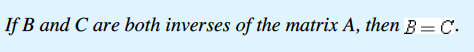 If B and C are both inverses of the matrix A, then B = C.